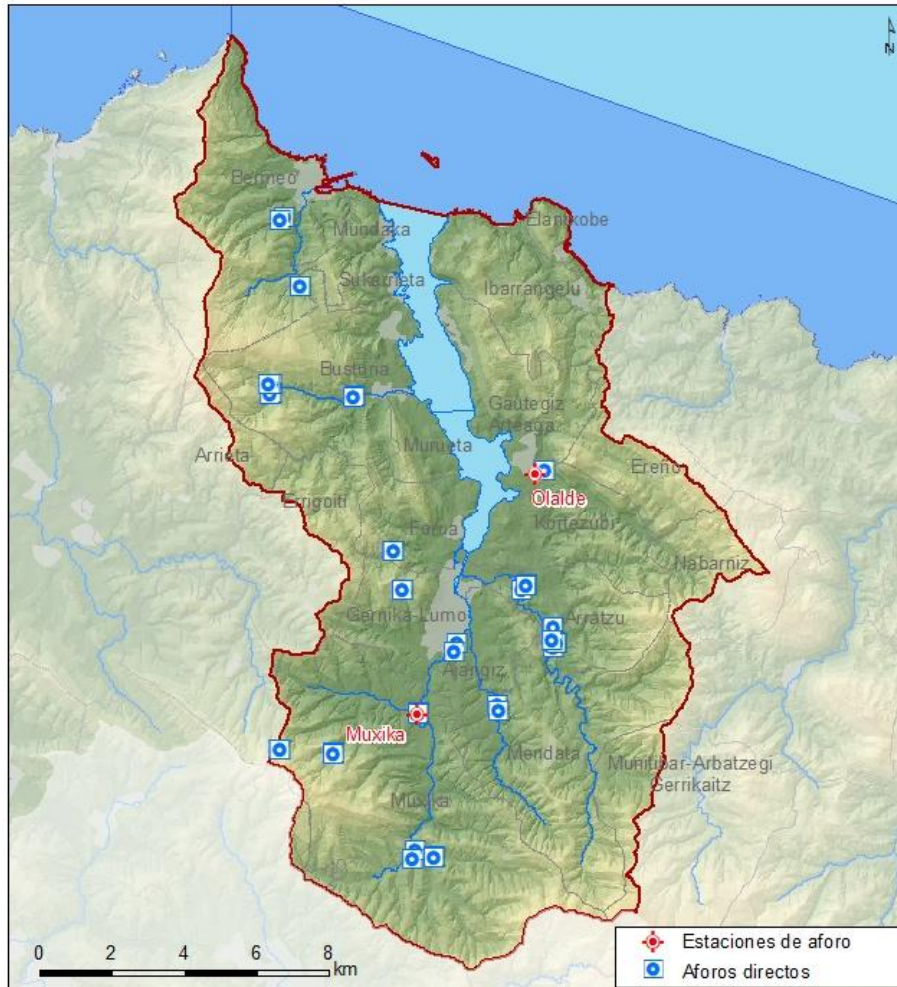 N
Bermeo
Mundaka
Elantxobe
Sukarrieta
Ibarrangelu
Busturia
Gautegiz
Arteaga
Murueta
Arrieta
Ereño
Olalde
Errigoiti
Kortezubi
Forua
Nabarniz
Gernika-Lumo
Arratzu
Ajangiz
Muxika
Mendata
Munitibar-Arbatzegi
Gerrikaitz
Muxika
0 2 4 6 8
km
Estaciones de aforo
Aforos directos